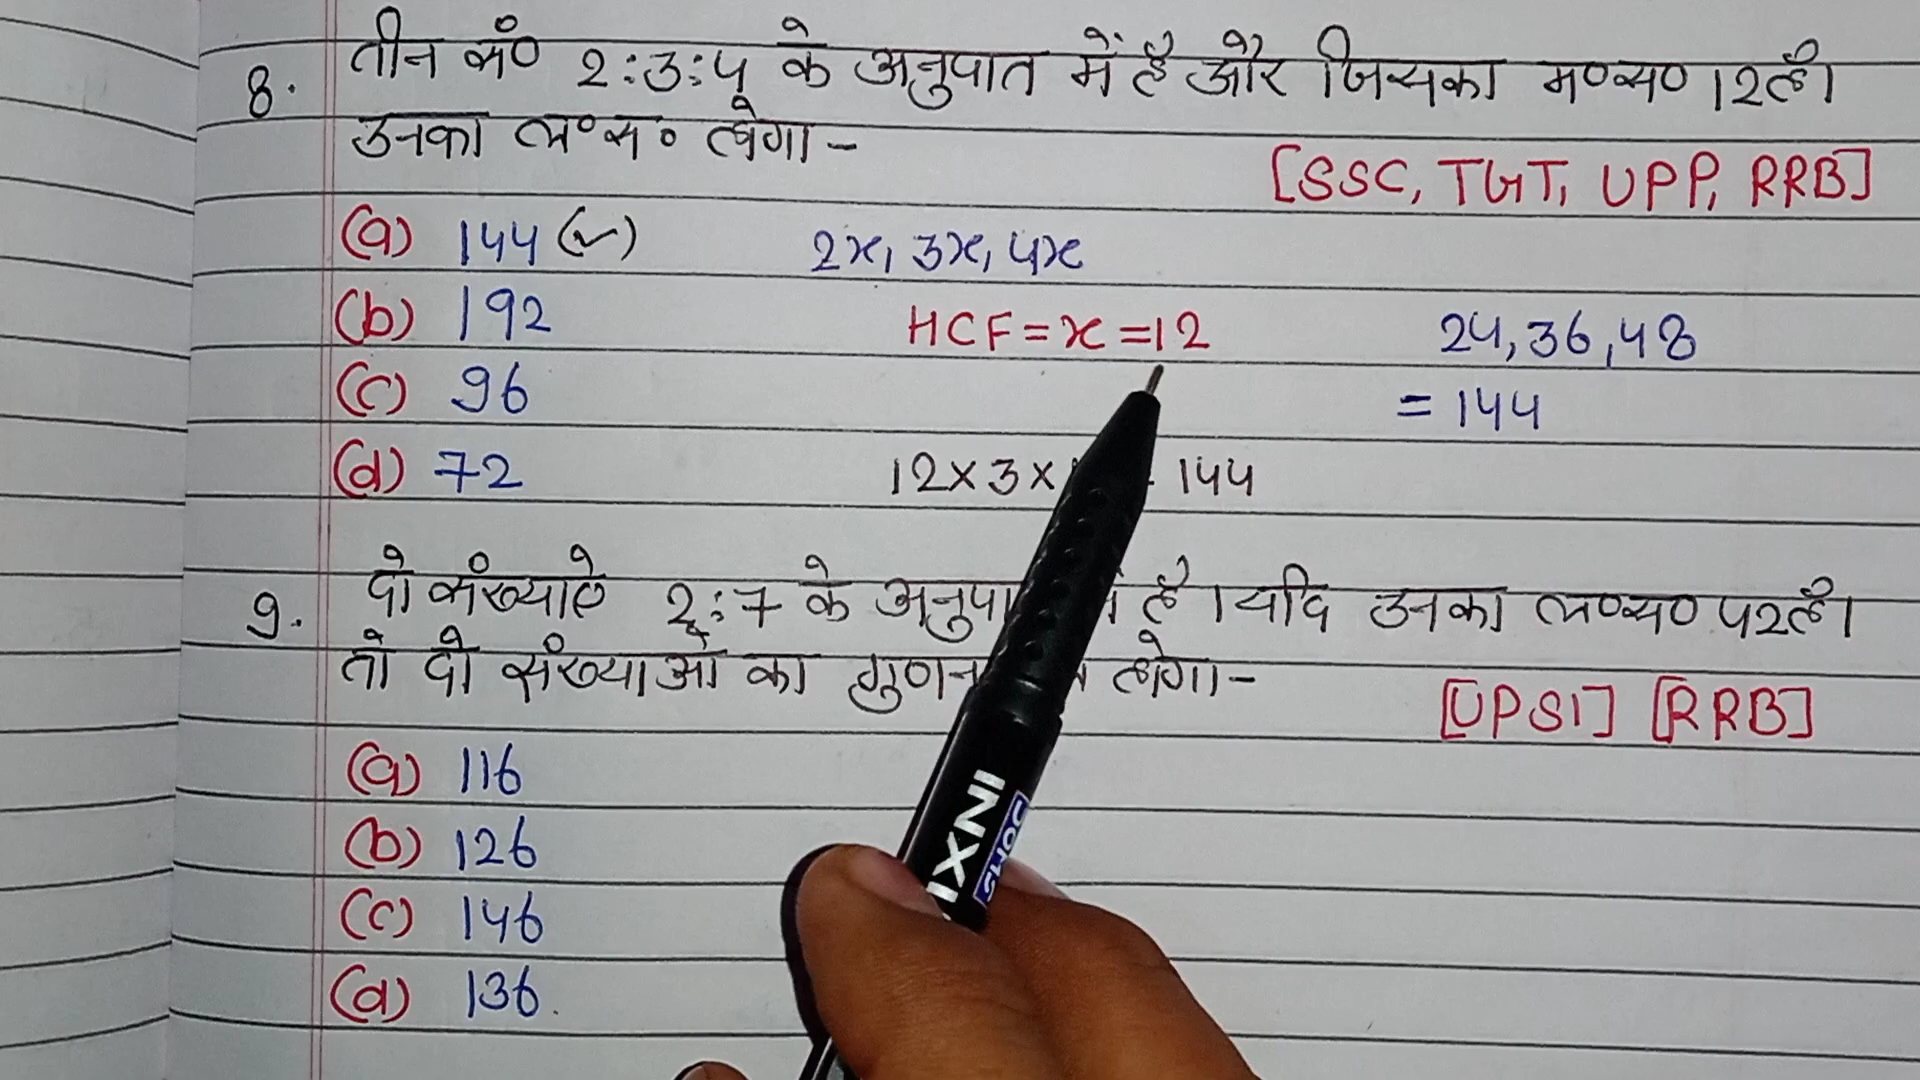 8. तीन सं० 2:3:4 के अनुपात में है और जिसका म०स० 12 है।
उनका ल०स० होगा -
[SSC, TGT, UPP, RRB]
(a) 144 (✓) 2x, 3x, 4x
(b) 192 HCF = x = 12 24, 36, 48
(c) 96 = 144
(d) 72 12 × 3 × 144
9. दो संख्याऐ 2:7 के है। यदि उनका ल०स० 42 है।
तो दो संख्याओं का होगा -
[UPSI] [RRB]
(a) 116
(b) 126
(c) 146
(d) 136.
INXI
DOMS